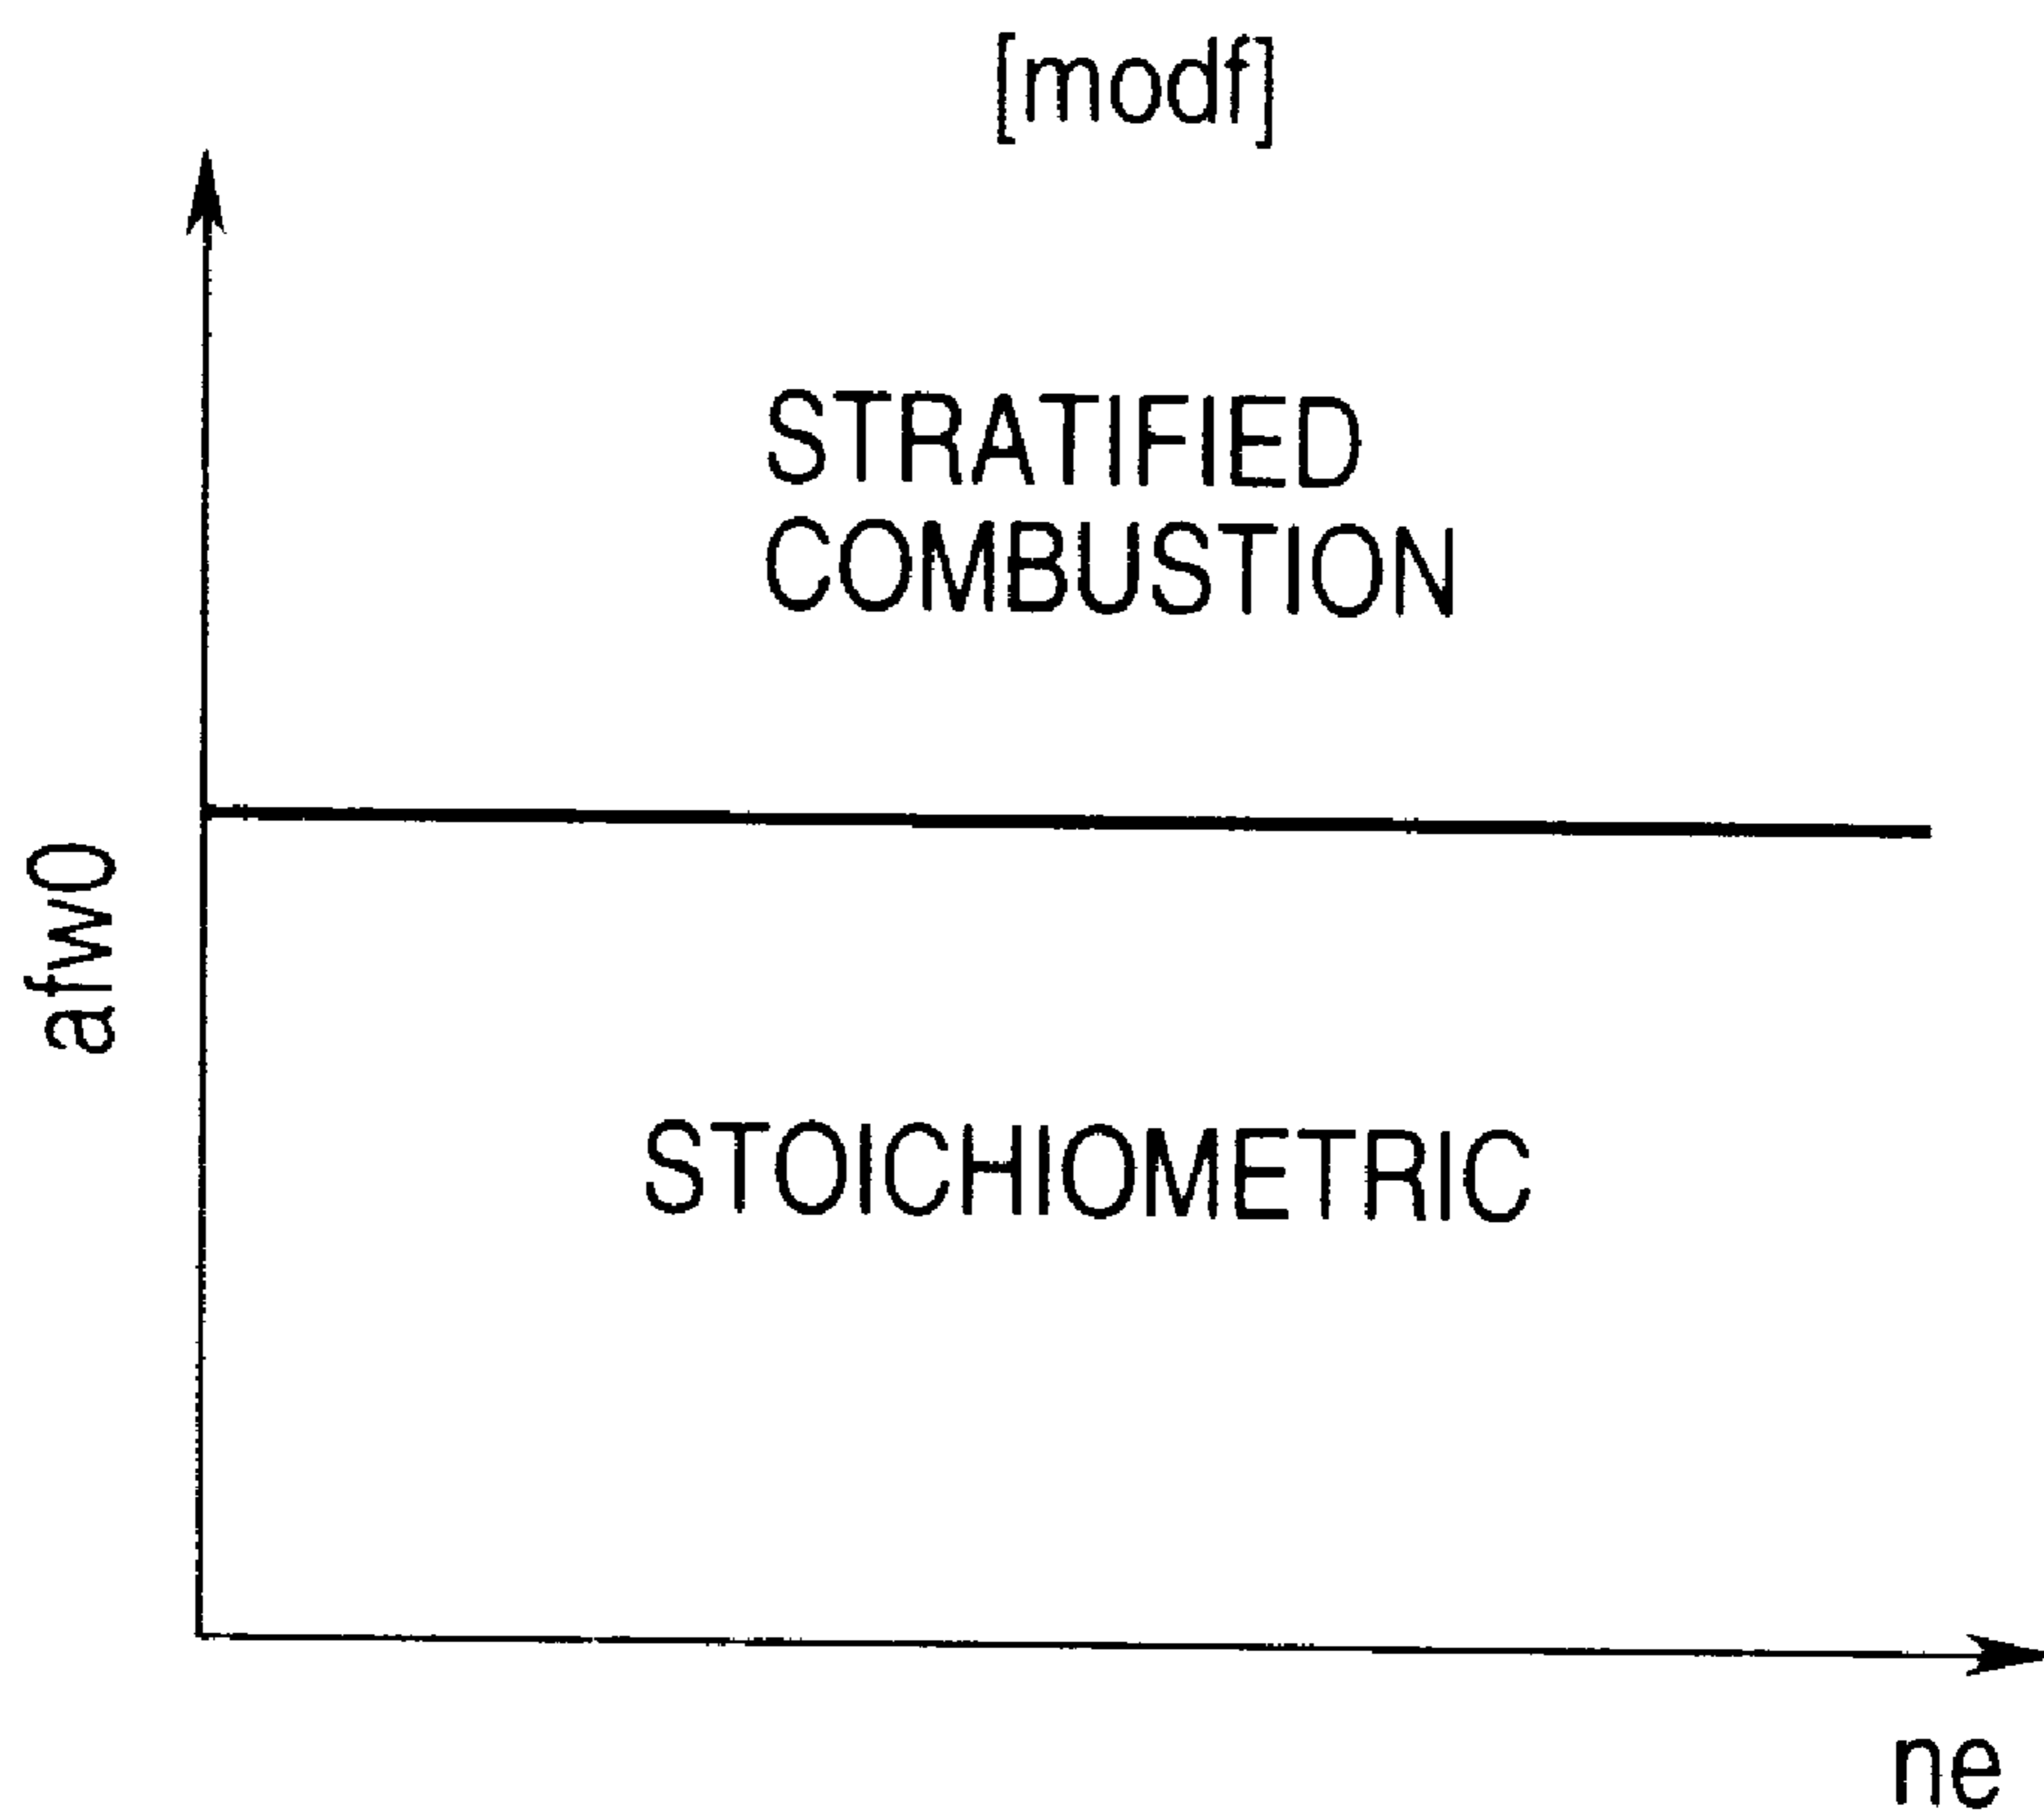 [modf]
STRATIFIED
COMBUSTION
afw0
STOICHIOMETRIC
ne